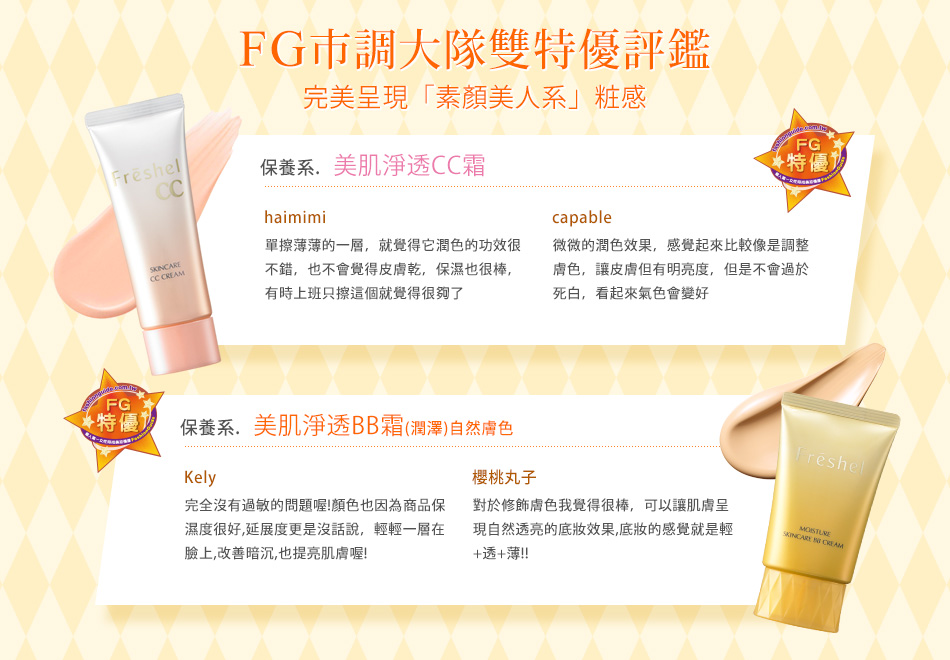 FG市調大隊雙特優評鑑
完美呈現「素顏美人系」粧感
Frēshel
CC
SKINCARE
CC CREAM
保養系. 美肌淨透CC霜
fashionguide.com.tw
FG
特優
haimimi
單擦薄薄的一層，就覺得它潤色的功效很
不錯，也不會覺得皮膚乾，保濕也很棒，
有時上班只擦這個就覺得很夠了
capable
微微的潤色效果，感覺起來比較像是調整
膚色，讓皮膚但有明亮度，但是不會過於
死白，看起來氣色會變好
fashionguide.com.tw
FG
特優
保養系. 美肌淨透BB霜(潤澤)自然膚色
Kely
完全沒有過敏的問題喔!顏色也因為商品保
濕度很好,延展度更是沒話說，輕輕一層在
臉上,改善暗沉,也提亮肌膚喔!
櫻桃丸子
對於修飾膚色我覺得很棒，可以讓肌膚呈
現自然透亮的底妝效果,底妝的感覺就是輕
+透+薄!!
Frēshel
MOISTURE
SKINCARE BB CREAM